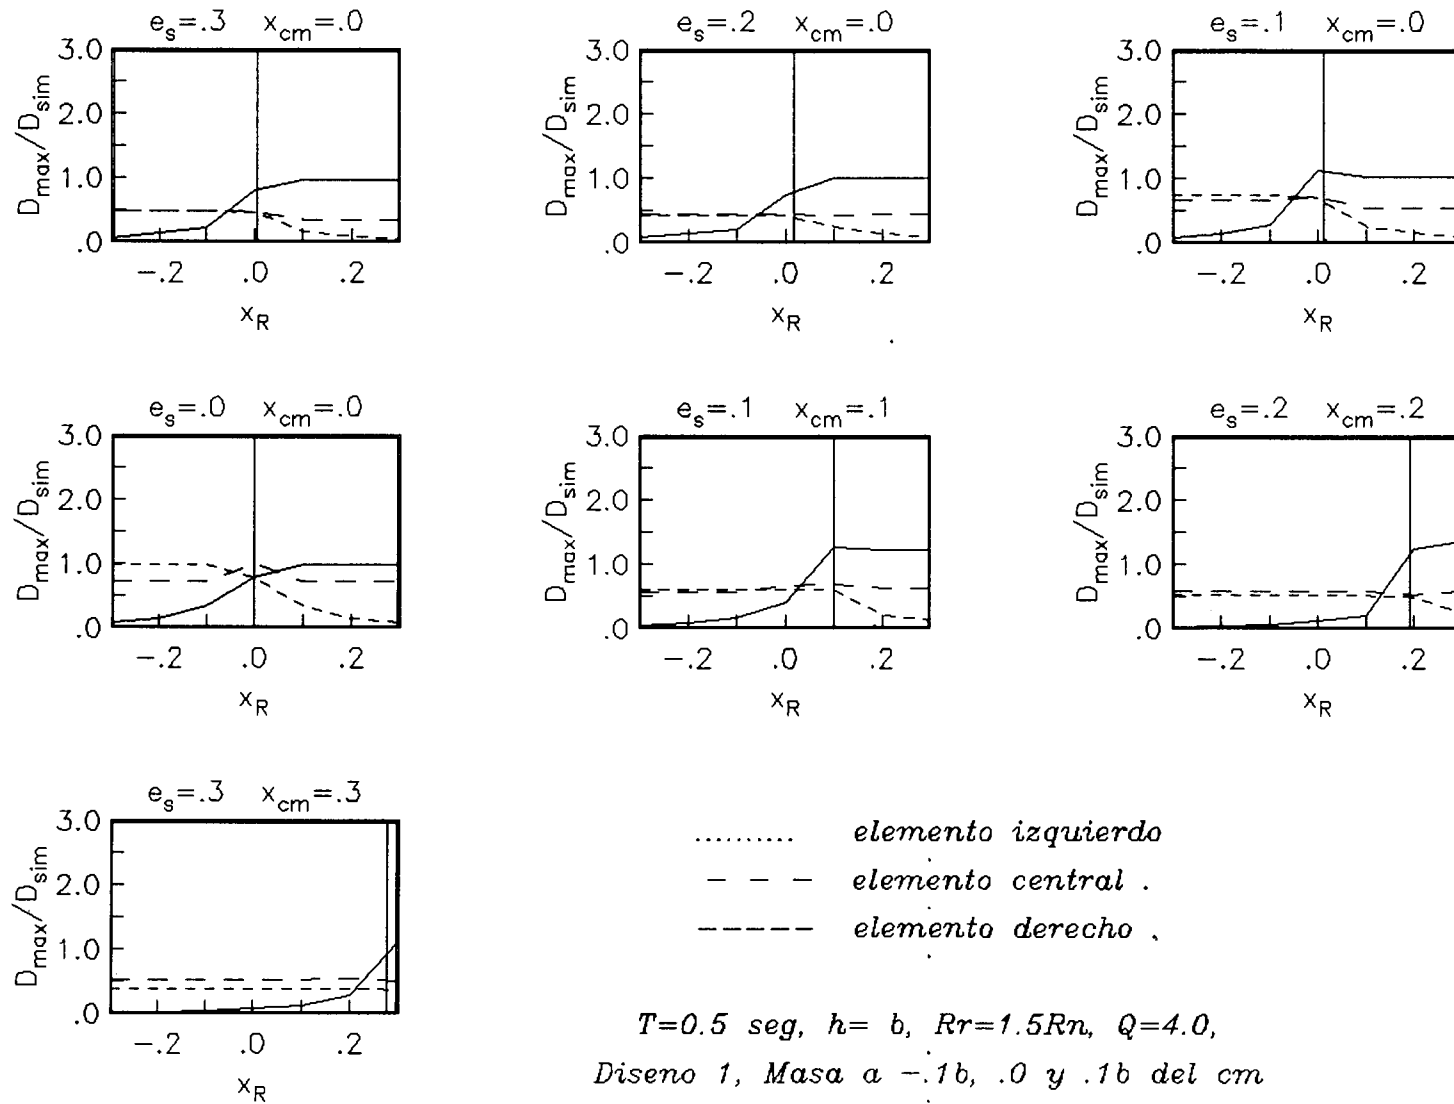 e_s=.3 x_cm=.0
D_max/D_sim
3.0
2.0
1.0
.0
-.2 .0 .2
x_R
e_s=.2 x_cm=.0
D_max/D_sim
3.0
2.0
1.0
.0
-.2 .0 .2
x_R
e_s=.1 x_cm=.0
D_max/D_sim
3.0
2.0
1.0
.0
-.2 .0 .2
x_R
e_s=.0 x_cm=.0
D_max/D_sim
3.0
2.0
1.0
.0
-.2 .0 .2
x_R
e_s=.1 x_cm=.1
D_max/D_sim
3.0
2.0
1.0
.0
-.2 .0 .2
x_R
e_s=.2 x_cm=.2
D_max/D_sim
3.0
2.0
1.0
.0
-.2 .0 .2
x_R
e_s=.3 x_cm=.3
D_max/D_sim
3.0
2.0
1.0
.0
-.2 .0 .2
x_R
elemento izquierdo
elemento central .
elemento derecho .
T=0.5 seg, h= b, Rr=1.5Rn, Q=4.0,
Diseno 1, Masa a -.1b, .0 y .1b del cm